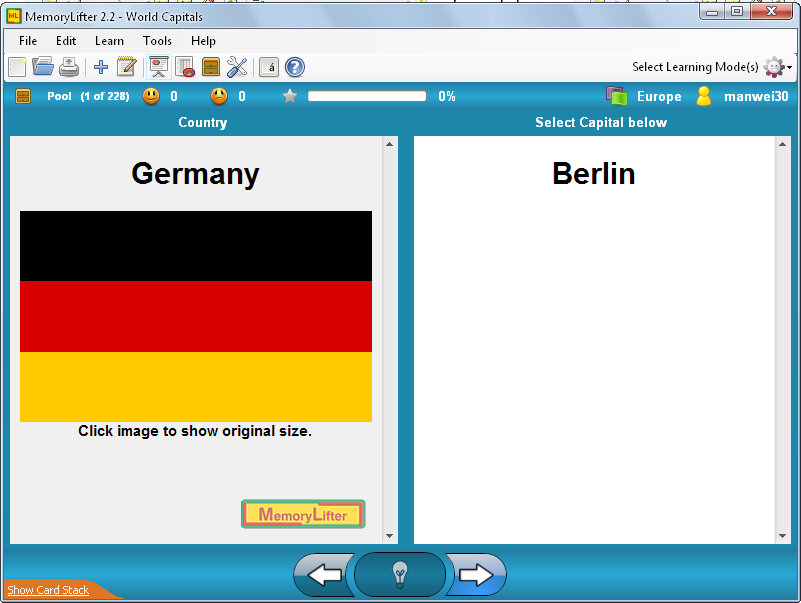 MemoryLifter 2.2 - World Capitals
File Edit Learn Tools Help
Select Learning Mode(s)
Pool (1 of 228) 0 0 0% Europe manwei30
Country
Select Capital below
Germany
Berlin
Click image to show original size.
MemoryLifter
Show Card Stack